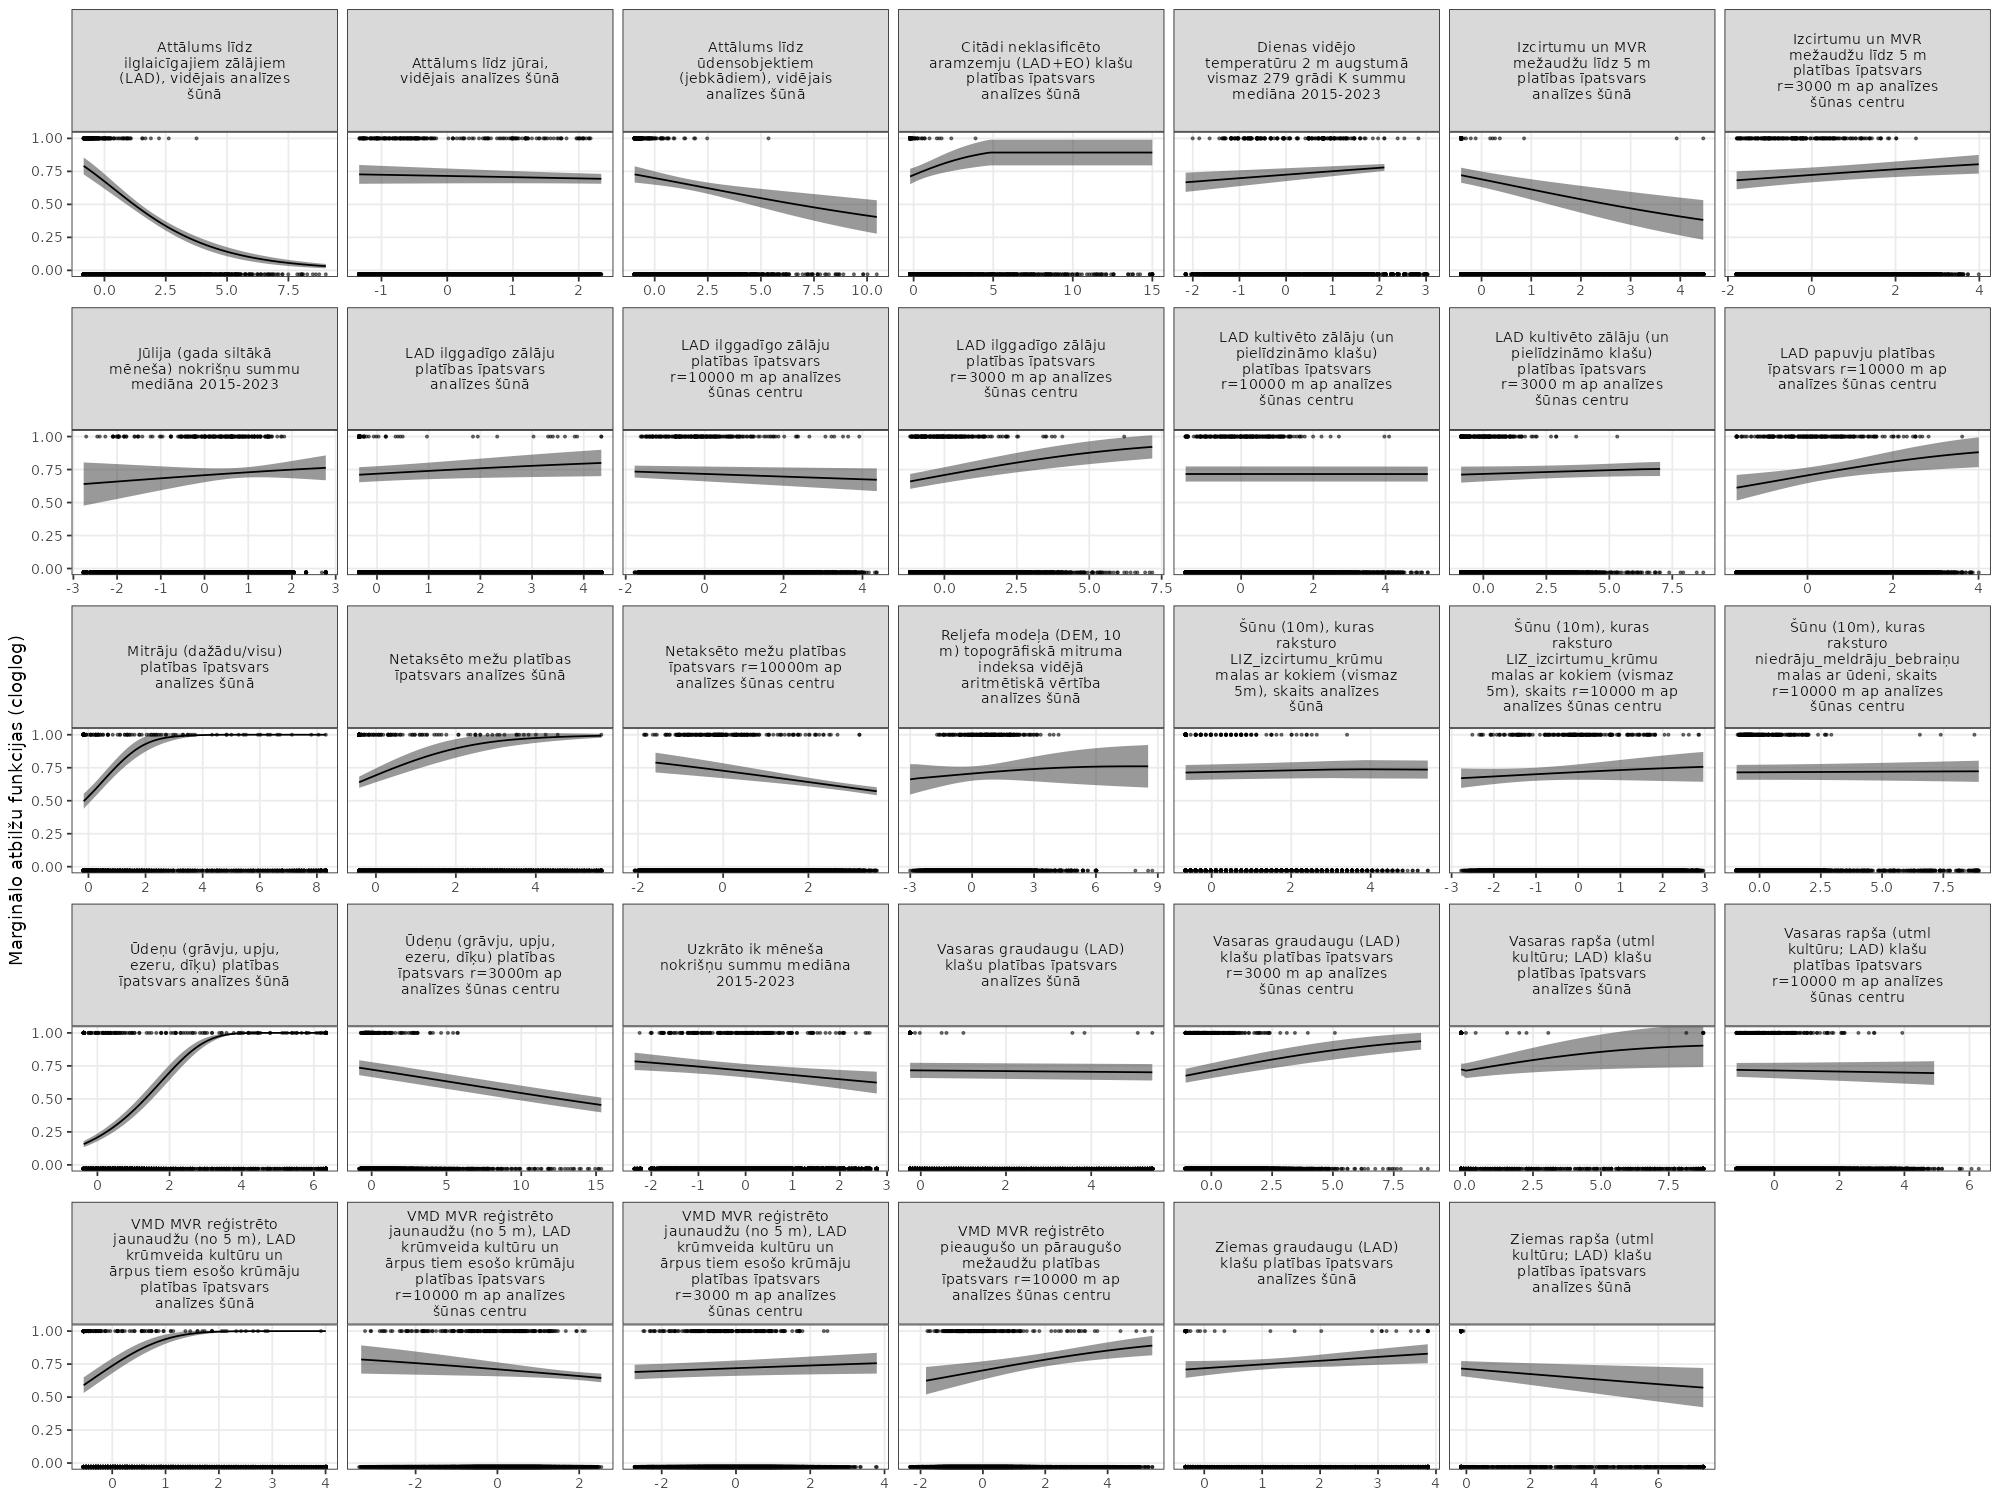 Attālums līdz
ilglaicīgajiem zālājiem
(LAD), vidējais analīzes
šūnā
Attālums līdz jūrai,
vidējais analīzes šūnā
Attālums līdz
ūdensobjektiem
(jebkādiem), vidējais
analīzes šūnā
Citādi neklasificēto
aramzemju (LAD+EO) klašu
platības īpatsvars
analīzes šūnā
Dienas vidējo
temperatūru 2 m augstumā
vismaz 279 grādi K summu
mediāna 2015-2023
Izcirtumu un MVR
mežaudžu līdz 5 m
platības īpatsvars
analīzes šūnā
Izcirtumu un MVR
mežaudžu līdz 5 m
platības īpatsvars
r=3000 m ap analīzes
šūnas centru
1.00
0.75
0.50
0.25
0.00
0.0 2.5 5.0 7.5
-1 0 1 2
0.0 2.5 5.0 7.5 10.0
0 5 10 15
-2 -1 0 1 2 3
0 1 2 3 4
-2 0 2 4
Jūlija (gada siltākā
mēneša) nokrišņu summu
mediāna 2015-2023
LAD ilggadīgo zālāju
platības īpatsvars
analīzes šūnā
LAD ilggadīgo zālāju
platības īpatsvars
r=10000 m ap analīzes
šūnas centru
LAD ilggadīgo zālāju
platības īpatsvars
r=3000 m ap analīzes
šūnas centru
LAD kultivēto zālāju (un
pielīdzināmo klašu)
platības īpatsvars
r=10000 m ap analīzes
šūnas centru
LAD kultivēto zālāju (un
pielīdzināmo klašu)
platības īpatsvars
r=3000 m ap analīzes
šūnas centru
LAD papuvju platības
īpatsvars r=10000 m ap
analīzes šūnas centru
1.00
0.75
0.50
0.25
0.00
-3 -2 -1 0 1 2 3
0 1 2 3 4
-2 0 2 4
0.0 2.5 5.0 7.5
0 2 4
0.0 2.5 5.0 7.5
0 2 4
Marginālo atbilžu funkcijas (cloglog)
Mitrāju (dažādu/visu)
platības īpatsvars
analīzes šūnā
Netaksēto mežu platības
īpatsvars analīzes šūnā
Netaksēto mežu platības
īpatsvars r=10000m ap
analīzes šūnas centru
Reljefa modeļa (DEM, 10
m) topogrāfiskā mitruma
indeksa vidējā
aritmētiskā vērtība
analīzes šūnā
Šūnu (10m), kuras
raksturo
LIZ_izcirtumu_krūmu
malas ar kokiem (vismaz
5m), skaits analīzes
šūnā
Šūnu (10m), kuras
raksturo
LIZ_izcirtumu_krūmu
malas ar kokiem (vismaz
5m), skaits r=10000 m ap
analīzes šūnas centru
Šūnu (10m), kuras
raksturo
niedrāju_meldrāju_bebraiņu
malas ar ūdeni, skaits
r=10000 m ap analīzes
šūnas centru
1.00
0.75
0.50
0.25
0.00
0 2 4 6 8
0 2 4
-2 0 2
-3 0 3 6 9
0 2 4
-3 -2 -1 0 1 2 3
0.0 2.5 5.0 7.5
Ūdeņu (grāvju, upju,
ezeru, dīķu) platības
īpatsvars analīzes šūnā
Ūdeņu (grāvju, upju,
ezeru, dīķu) platības
īpatsvars r=3000m ap
analīzes šūnas centru
Uzkrāto ik mēneša
nokrišņu summu mediāna
2015-2023
Vasaras graudaugu (LAD)
klašu platības īpatsvars
analīzes šūnā
Vasaras graudaugu (LAD)
klašu platības īpatsvars
r=3000 m ap analīzes
šūnas centru
Vasaras rapša (utml
kultūru; LAD) klašu
platības īpatsvars
analīzes šūnā
Vasaras rapša (utml
kultūru; LAD) klašu
platības īpatsvars
r=10000 m ap analīzes
šūnas centru
1.00
0.75
0.50
0.25
0.00
0 2 4 6
0 5 10 15
-2 -1 0 1 2 3
0 2 4
0.0 2.5 5.0 7.5
0.0 2.5 5.0 7.5
0 2 4 6
VMD MVR reģistrēto
jaunaudžu (no 5 m), LAD
krūmveida kultūru un
ārpus tiem esošo krūmāju
platības īpatsvars
analīzes šūnā
VMD MVR reģistrēto
jaunaudžu (no 5 m), LAD
krūmveida kultūru un
ārpus tiem esošo krūmāju
platības īpatsvars
r=10000 m ap analīzes
šūnas centru
VMD MVR reģistrēto
jaunaudžu (no 5 m), LAD
krūmveida kultūru un
ārpus tiem esošo krūmāju
platības īpatsvars
r=3000 m ap analīzes
šūnas centru
VMD MVR reģistrēto
pieaugušo un pāraugušo
mežaudžu platības
īpatsvars r=10000 m ap
analīzes šūnas centru
Ziemas graudaugu (LAD)
klašu platības īpatsvars
analīzes šūnā
Ziemas rapša (utml
kultūru; LAD) klašu
platības īpatsvars
analīzes šūnā
1.00
0.75
0.50
0.25
0.00
0 1 2 3 4
-2 0 2
-2 0 2 4
-2 0 2 4
0 1 2 3 4
0 2 4 6